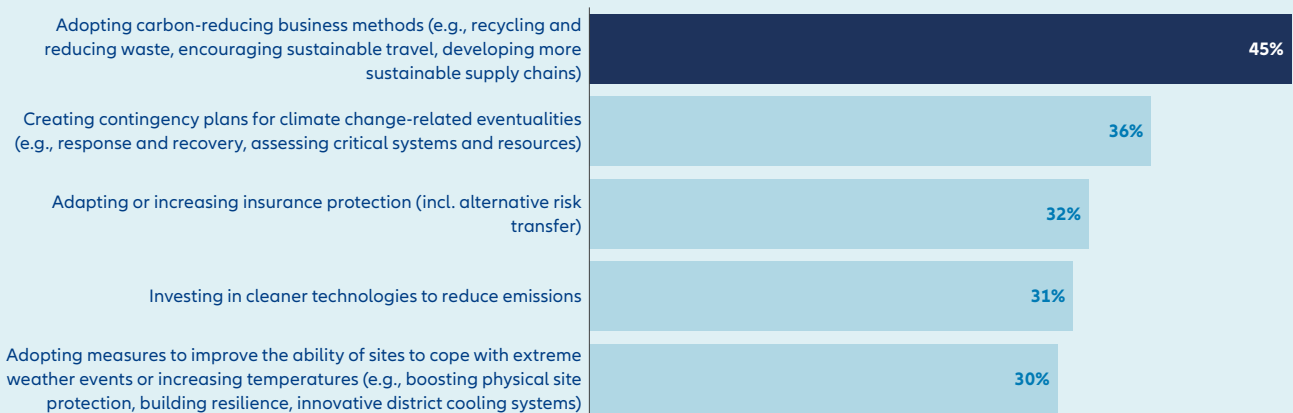 Adopting carbon-reducing business methods (e.g., recycling and
reducing waste, encouraging sustainable travel, developing more
sustainable supply chains)
45%
Creating contingency plans for climate change-related eventualities
(e.g., response and recovery, assessing critical systems and resources)
36%
Adapting or increasing insurance protection (incl. alternative risk
transfer)
32%
Investing in cleaner technologies to reduce emissions
31%
Adopting measures to improve the ability of sites to cope with extreme
weather events or increasing temperatures (e.g., boosting physical site
protection, building resilience, innovative district cooling systems)
30%